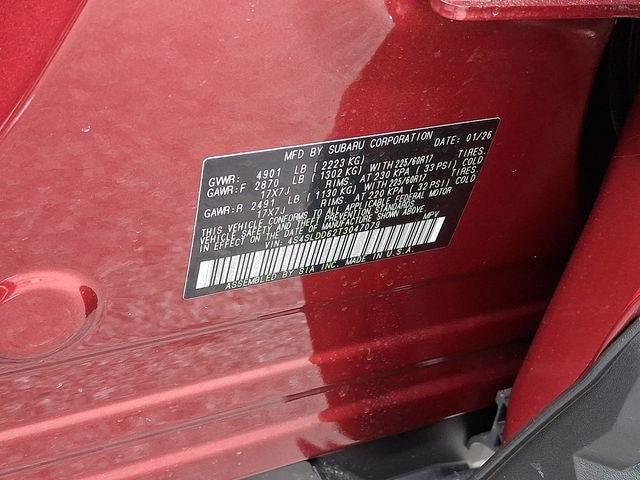 MFD BY SUBARU CORPORATION DATE: 01/26
GVWR: 4901 LB ( 2223 KG)
GAWR:F 2870 LB ( 1302 KG) WITH 225/60R17 TIRES.
17X7J RIMS. AT 230 KPA ( 33 PSI) COLD
GAWR:R 2491 LB ( 1130 KG) WITH 225/60R17 TIRES.
17X7J RIMS. AT 220 KPA ( 32 PSI) COLD
THIS VEHICLE CONFORMS TO ALL APPLICABLE FEDERAL MOTOR
VEHICLE SAFETY AND THEFT PREVENTION STANDARDS
IN EFFECT ON THE DATE OF MANUFACTURE SHOWN ABOVE
VIN: 4S4SLDD62T3047079 MPV
ASSEMBLED BY SIA INC. MADE IN U.S.A.